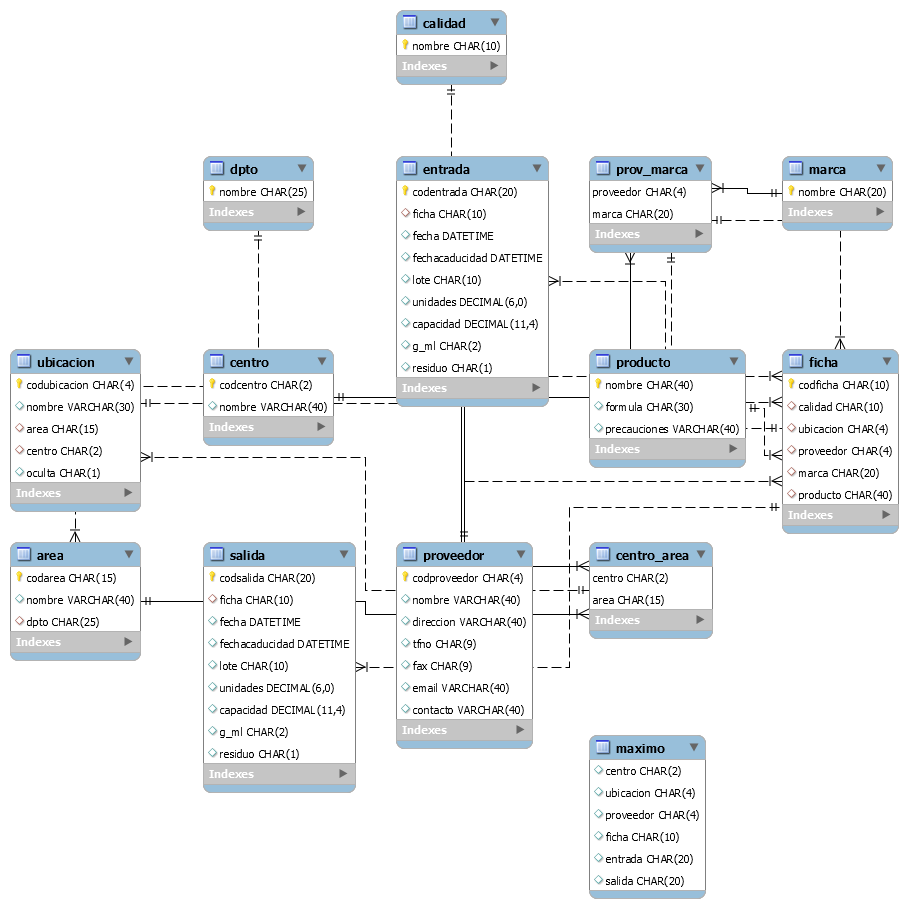 calidad
nombre CHAR(10)
Indexes
dpto
nombre CHAR(25)
Indexes
entrada
codentrada CHAR(20)
ficha CHAR(10)
fecha DATETIME
fechacaducidad DATETIME
lote CHAR(10)
unidades DECIMAL(6,0)
capacidad DECIMAL(11,4)
g_ml CHAR(2)
residuo CHAR(1)
Indexes
prov_marca
proveedor CHAR(4)
marca CHAR(20)
Indexes
marca
nombre CHAR(20)
Indexes
ubicacion
codubicacion CHAR(4)
nombre VARCHAR(30)
area CHAR(15)
centro CHAR(2)
oculta CHAR(1)
Indexes
centro
codcentro CHAR(2)
nombre VARCHAR(40)
Indexes
producto
nombre CHAR(40)
formula CHAR(30)
precauciones VARCHAR(40)
Indexes
ficha
codficha CHAR(10)
calidad CHAR(10)
ubicacion CHAR(4)
proveedor CHAR(4)
marca CHAR(20)
producto CHAR(40)
Indexes
area
codarea CHAR(15)
nombre VARCHAR(40)
dpto CHAR(25)
Indexes
salida
codsalida CHAR(20)
ficha CHAR(10)
fecha DATETIME
fechacaducidad DATETIME
lote CHAR(10)
unidades DECIMAL(6,0)
capacidad DECIMAL(11,4)
g_ml CHAR(2)
residuo CHAR(1)
Indexes
proveedor
codproveedor CHAR(4)
nombre VARCHAR(40)
direccion VARCHAR(40)
tfno CHAR(9)
fax CHAR(9)
email VARCHAR(40)
contacto VARCHAR(40)
Indexes
centro_area
centro CHAR(2)
area CHAR(15)
Indexes
maximo
centro CHAR(2)
ubicacion CHAR(4)
proveedor CHAR(4)
ficha CHAR(10)
entrada CHAR(20)
salida CHAR(20)